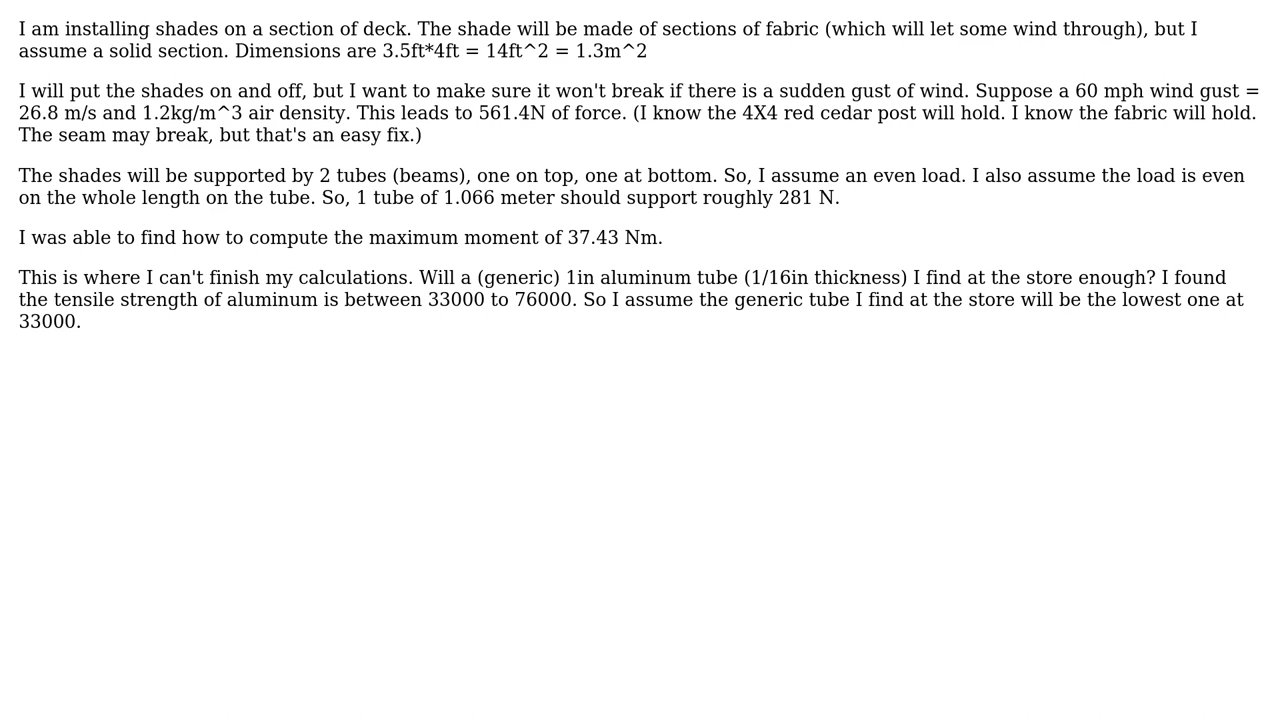 I am installing shades on a section of deck. The shade will be made of sections of fabric (which will let some wind through), but I
assume a solid section. Dimensions are 3.5ft*4ft = 14ft^2 = 1.3m^2
I will put the shades on and off, but I want to make sure it won't break if there is a sudden gust of wind. Suppose a 60 mph wind gust =
26.8 m/s and 1.2kg/m^3 air density. This leads to 561.4N of force. (I know the 4X4 red cedar post will hold. I know the fabric will hold.
The seam may break, but that's an easy fix.)
The shades will be supported by 2 tubes (beams), one on top, one at bottom. So, I assume an even load. I also assume the load is even
on the whole length on the tube. So, 1 tube of 1.066 meter should support roughly 281 N.
I was able to find how to compute the maximum moment of 37.43 Nm.
This is where I can't finish my calculations. Will a (generic) 1in aluminum tube (1/16in thickness) I find at the store enough? I found
the tensile strength of aluminum is between 33000 to 76000. So I assume the generic tube I find at the store will be the lowest one at
33000.